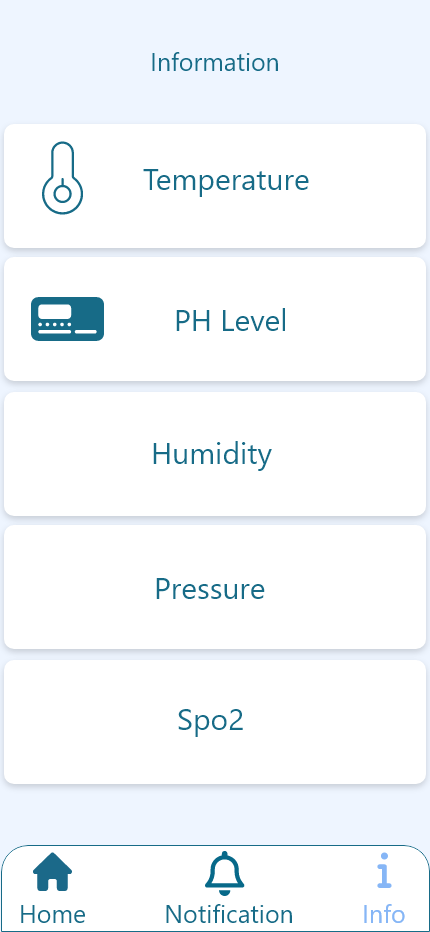 Information
Temperature
PH Level
Humidity
Pressure
Spo2
Home Notification Info